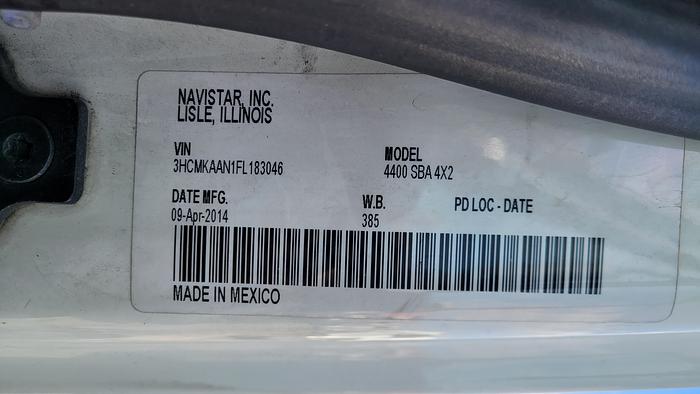 NAVISTAR, INC.
LISLE, ILLINOIS
VIN
3HCMKAAN1FL183046
MODEL
4400 SBA 4X2
DATE MFG.
09-Apr-2014
W.B.
385
PD LOC - DATE
MADE IN MEXICO